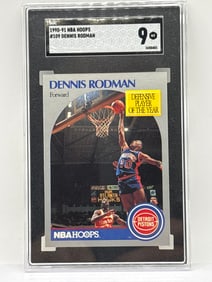 1990-91 NBA HOOPS
#109 DENNIS RODMAN
SGC
9
DENNIS RODMAN
Forward
DEFENSIVE
PLAYER
OF THE YEAR
NBA HOOPS
DETROIT
PISTONS